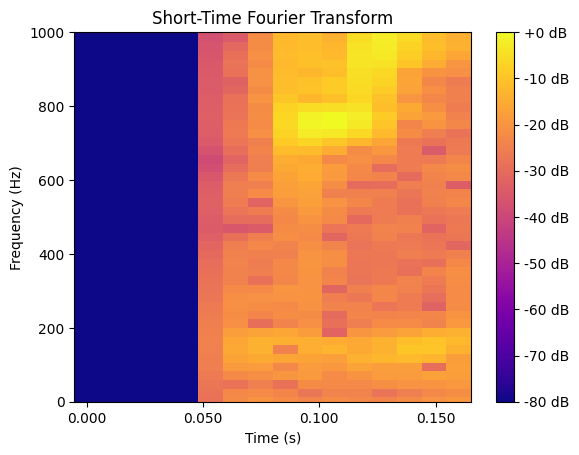 Short-Time Fourier Transform
1000
800
600
400
200
0
Frequency (Hz)
0.000
0.050
0.100
0.150
Time (s)
+0 dB
-10 dB
-20 dB
-30 dB
-40 dB
-50 dB
-60 dB
-70 dB
-80 dB